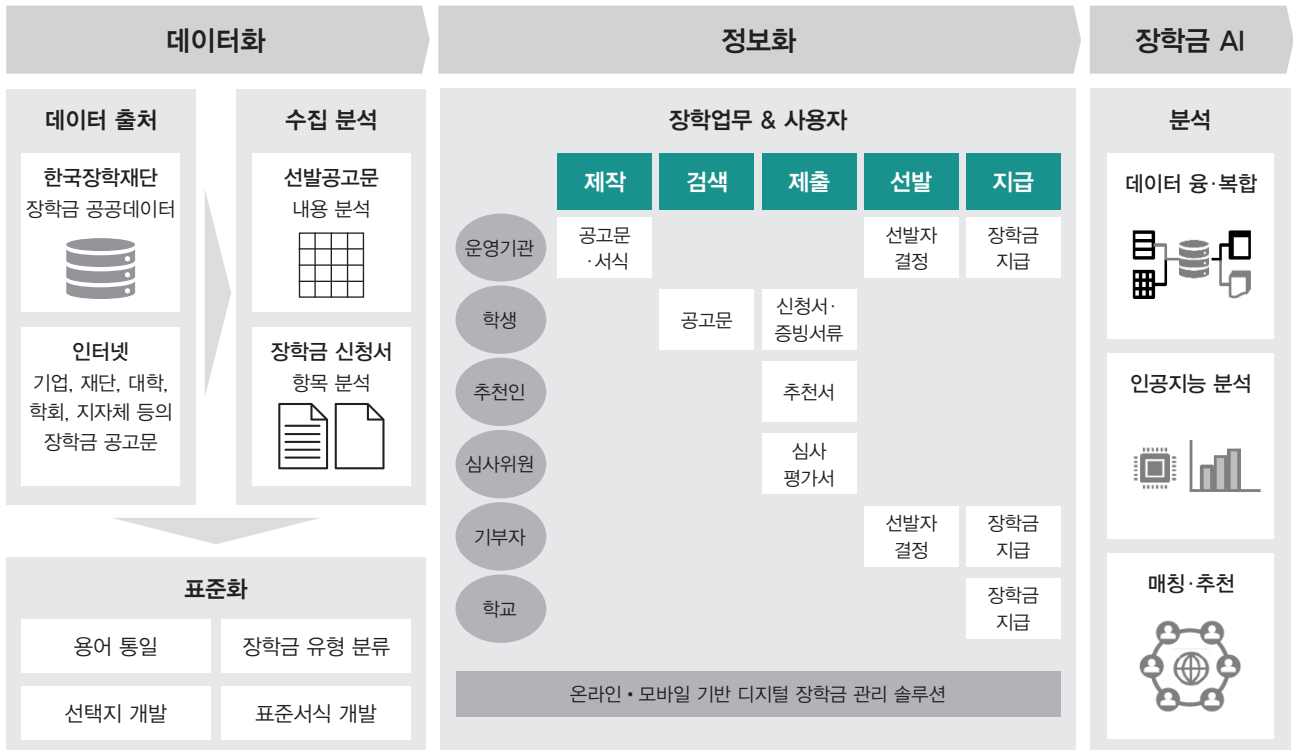 데이터화
정보화
장학금 AI
데이터 출처
한국장학재단
장학금 공공데이터
인터넷
기업, 재단, 대학,
학회, 지자체 등의
장학금 공고문
수집 분석
선발공고문
내용 분석
장학금 신청서
항목 분석
표준화
용어 통일
장학금 유형 분류
선택지 개발
표준서식 개발
장학업무 & 사용자
제작
검색
제출
선발
지급
운영기관
공고문
·서식
선발자
결정
장학금
지급
학생
공고문
신청서·
증빙서류
추천인
추천서
심사위원
심사
평가서
기부자
선발자
결정
장학금
지급
학교
장학금
지급
온라인 • 모바일 기반 디지털 장학금 관리 솔루션
분석
데이터 융·복합
인공지능 분석
매칭·추천